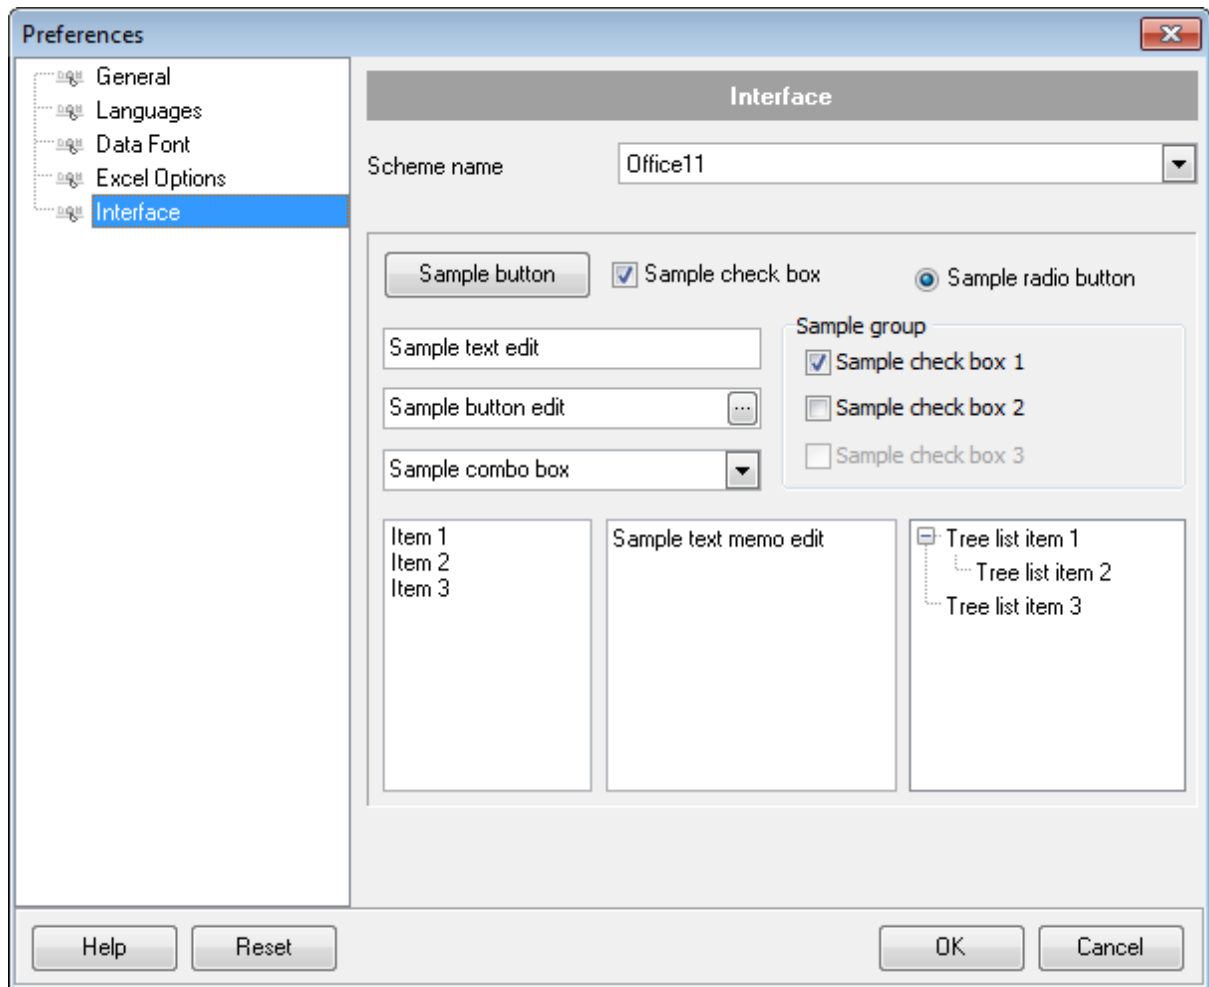 Preferences
General
Languages
Data Font
Excel Options
Interface
Interface
Scheme name
Office11
Sample button
Sample check box
Sample radio button
Sample text edit
Sample button edit
...
Sample combo box
Sample group
Sample check box 1
Sample check box 2
Sample check box 3
Item 1
Item 2
Item 3
Sample text memo edit
Tree list item 1
Tree list item 2
Tree list item 3
Help
Reset
OK
Cancel